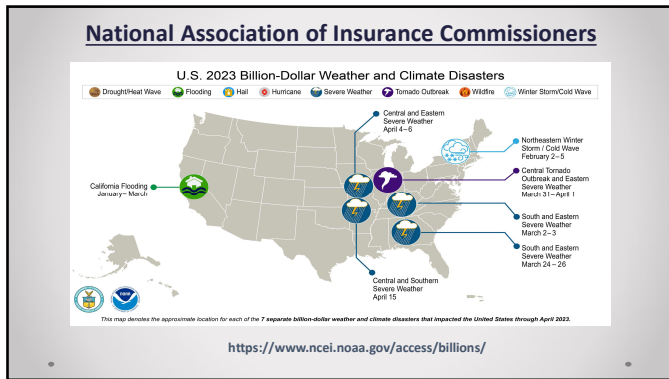 National Association of Insurance Commissioners
U.S. 2023 Billion-Dollar Weather and Climate Disasters
Drought/Heat Wave Flooding Hail Hurricane Severe Weather Tornado Outbreak Wildfire Winter Storm/Cold Wave
Central and Eastern
Severe Weather
April 4–6
Northeastern Winter
Storm / Cold Wave
February 2–5
Central Tornado
Outbreak and Eastern
Severe Weather
March 31–April 1
California Flooding
January–March
South and Eastern
Severe Weather
March 2–3
South and Eastern
Severe Weather
March 24–26
Central and Southern
Severe Weather
April 15
NOAA
This map denotes the approximate location for each of the 7 separate billion-dollar weather and climate disasters that impacted the United States through April 2023.
https://www.ncei.noaa.gov/access/billions/